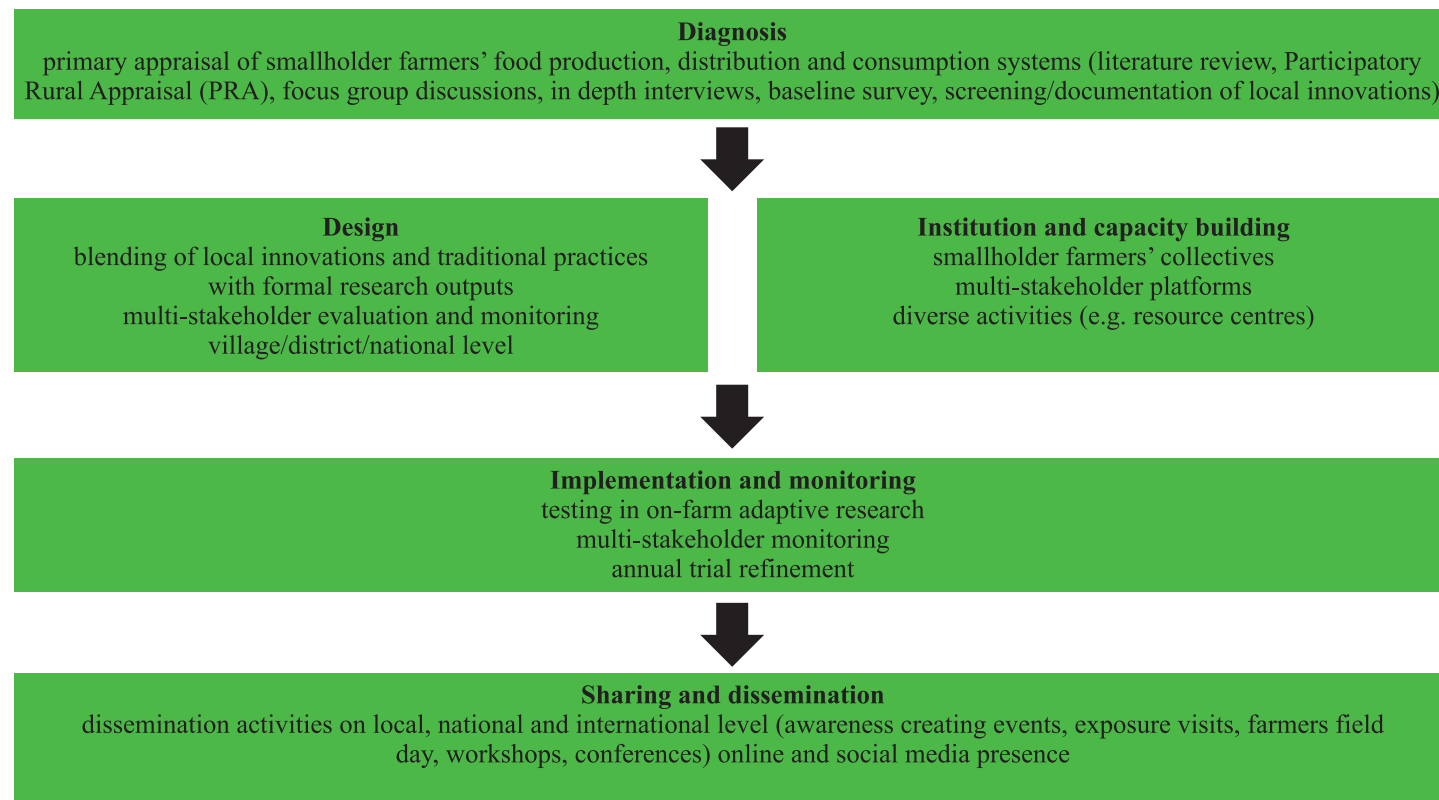 Diagnosis
primary appraisal of smallholder farmers’ food production, distribution and consumption systems (literature review, Participatory
Rural Appraisal (PRA), focus group discussions, in depth interviews, baseline survey, screening/documentation of local innovations)
Design
blending of local innovations and traditional practices
with formal research outputs
multi-stakeholder evaluation and monitoring
village/district/national level
Institution and capacity building
smallholder farmers’ collectives
multi-stakeholder platforms
diverse activities (e.g. resource centres)
Implementation and monitoring
testing in on-farm adaptive research
multi-stakeholder monitoring
annual trial refinement
Sharing and dissemination
dissemination activities on local, national and international level (awareness creating events, exposure visits, farmers field
day, workshops, conferences) online and social media presence